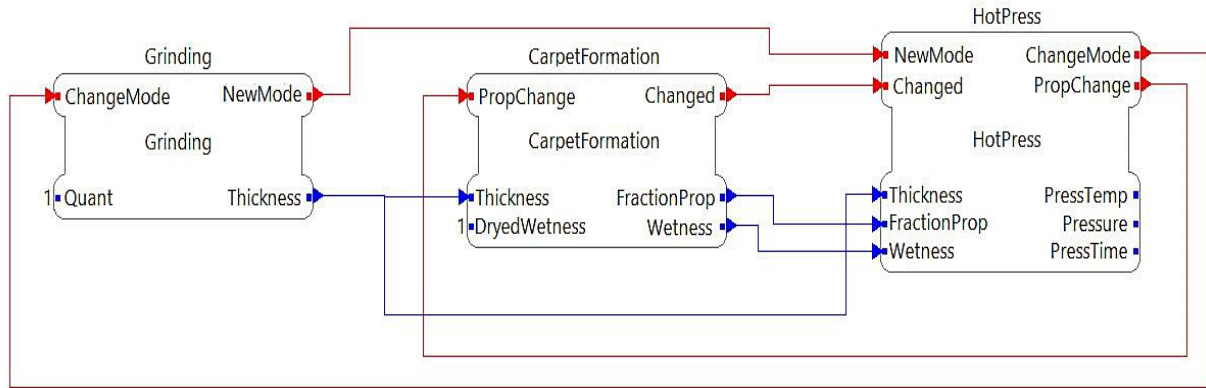 HotPress
Grinding
CarpetFormation
ChangeMode NewMode
Grinding
1 Quant Thickness
PropChange Changed
CarpetFormation
Thickness FractionProp
1 DryedWetness Wetness
NewMode ChangeMode
Changed PropChange
HotPress
Thickness PressTemp
FractionProp Pressure
Wetness PressTime